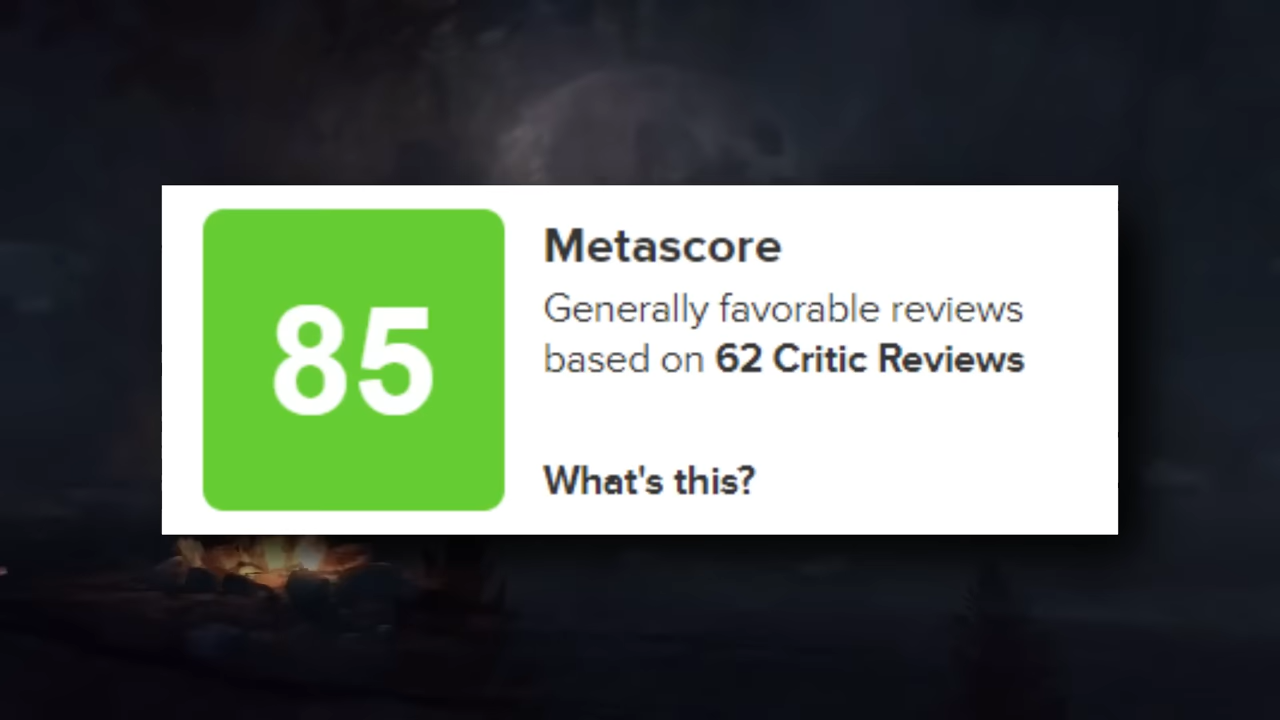 85
Metascore
Generally favorable reviews
based on 62 Critic Reviews
What's this?